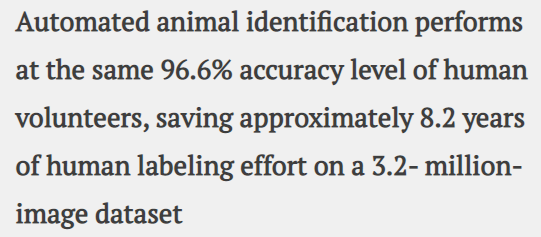 Automated animal identification performs
at the same 96.6% accuracy level of human
volunteers, saving approximately 8.2 years
of human labeling effort on a 3.2- million-
image dataset